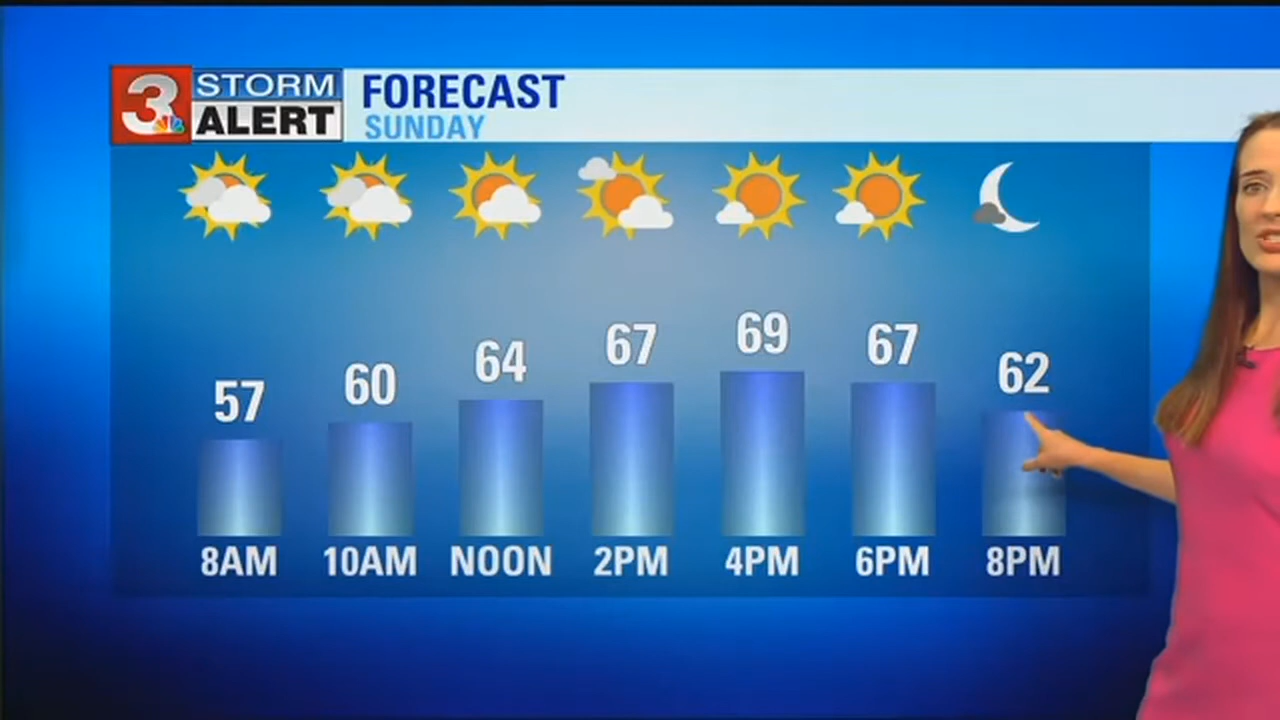 3 STORM
ALERT
FORECAST
SUNDAY
57 60 64 67 69 67 62
8AM 10AM NOON 2PM 4PM 6PM 8PM